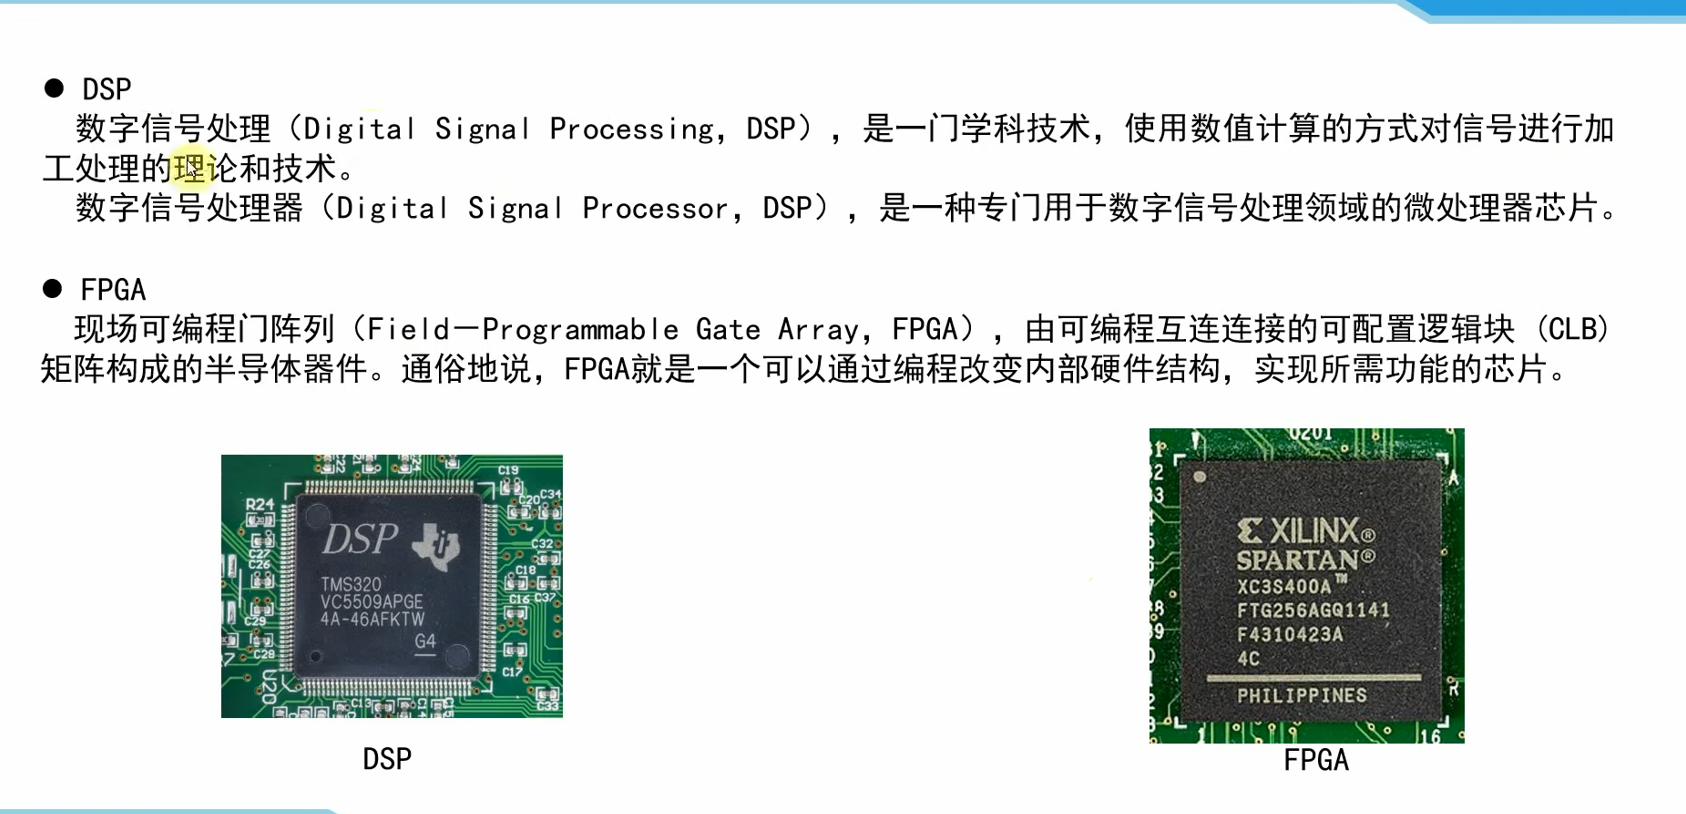 ● DSP
数字信号处理（Digital Signal Processing，DSP），是一门学科技术，使用数值计算的方式对信号进行加
工处理的理论和技术。
数字信号处理器（Digital Signal Processor，DSP），是一种专门用于数字信号处理领域的微处理器芯片。
● FPGA
现场可编程门阵列（Field－Programmable Gate Array，FPGA），由可编程互连连接的可配置逻辑块 (CLB)
矩阵构成的半导体器件。通俗地说，FPGA就是一个可以通过编程改变内部硬件结构，实现所需功能的芯片。
C19
C20 C34
R24
C27
C26
C32
C18
C37
C16
C29
C28
C17
U20
C13
C33
DSP
TMS320
VC5509APGE
4A-46AFKTW
G4
DSP
0201
A
XILINX®
SPARTAN®
XC3S400A™
FTG256AGQ1141
F4310423A
4C
PHILIPPINES
R
1
16
FPGA